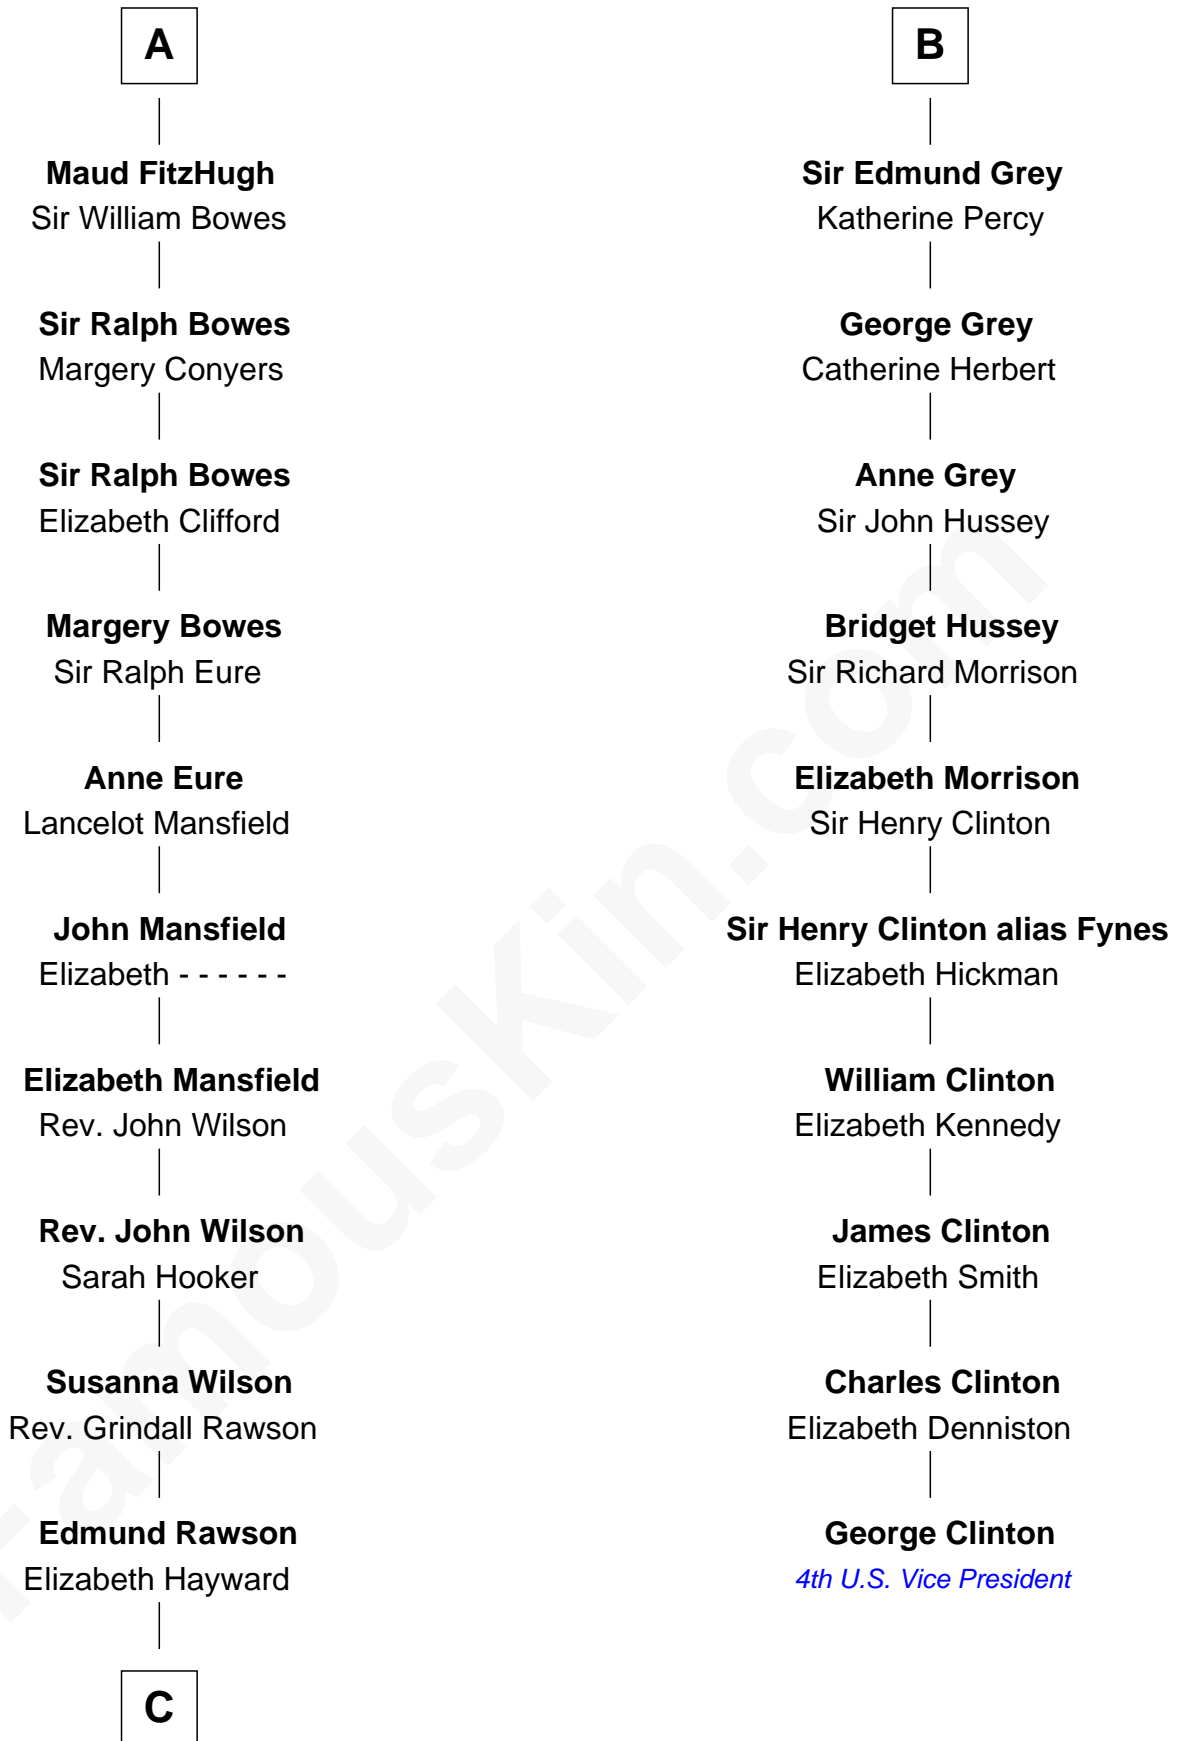 A
Maud FitzHugh
Sir William Bowes
Sir Ralph Bowes
Margery Conyers
Sir Ralph Bowes
Elizabeth Clifford
Margery Bowes
Sir Ralph Eure
Anne Eure
Lancelot Mansfield
John Mansfield
Elizabeth - - - - - -
Elizabeth Mansfield
Rev. John Wilson
Rev. John Wilson
Sarah Hooker
Susanna Wilson
Rev. Grindall Rawson
Edmund Rawson
Elizabeth Hayward
C
B
Sir Edmund Grey
Katherine Percy
George Grey
Catherine Herbert
Anne Grey
Sir John Hussey
Bridget Hussey
Sir Richard Morrison
Elizabeth Morrison
Sir Henry Clinton
Sir Henry Clinton alias Fynes
Elizabeth Hickman
William Clinton
Elizabeth Kennedy
James Clinton
Elizabeth Smith
Charles Clinton
Elizabeth Denniston
George Clinton
4th U.S. Vice President
FamousKin.com